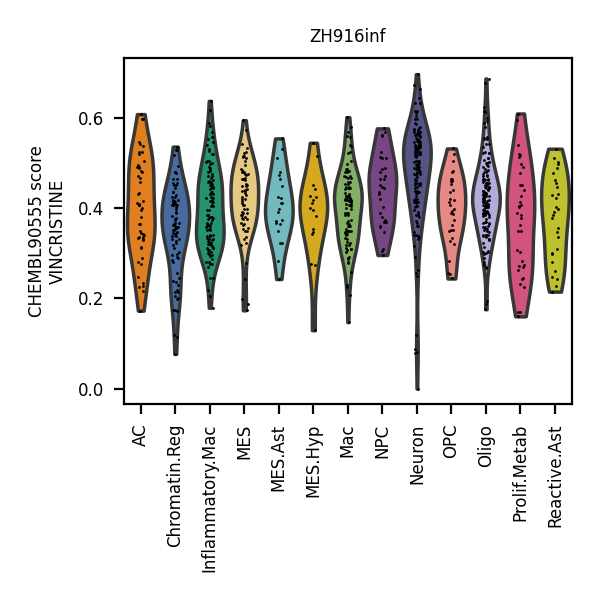 ZH916inf
CHEMBL90555 score
VINCRISTINE
0.6
0.4
0.2
0.0
AC
Chromatin.Reg
Inflammatory.Mac
MES
MES.Ast
MES.Hyp
Mac
NPC
Neuron
OPC
Oligo
Prolif.Metab
Reactive.Ast